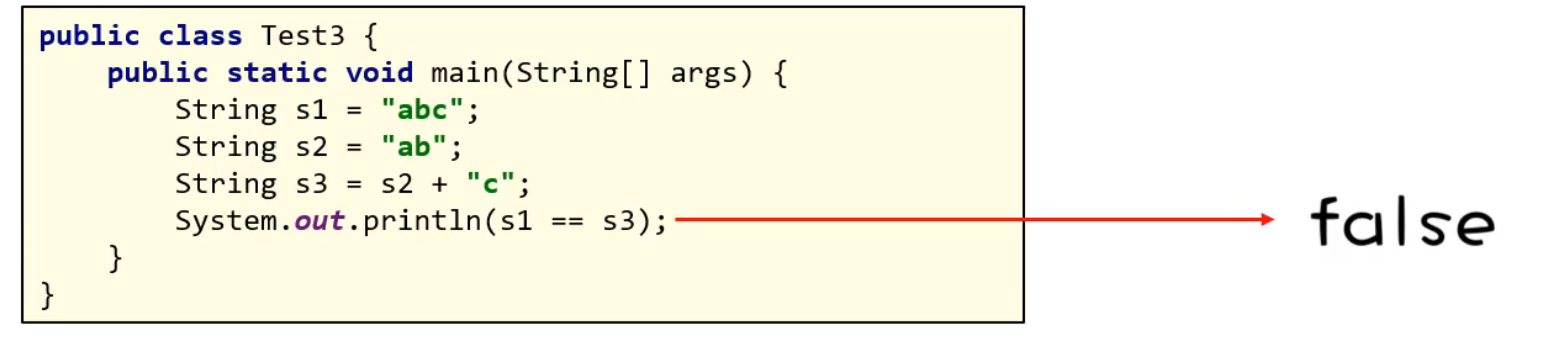 public class Test3 {
    public static void main(String[] args) {
        String s1 = "abc";
        String s2 = "ab";
        String s3 = s2 + "c";
        System.out.println(s1 == s3); false
    }
}